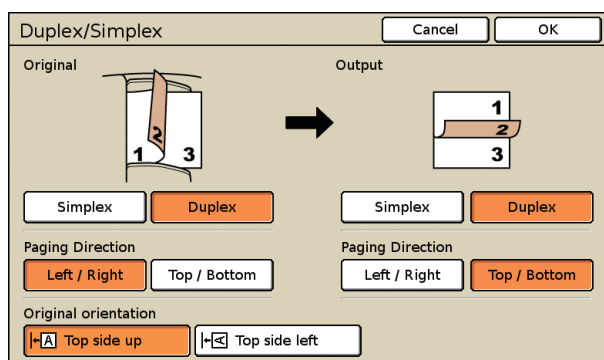 Duplex/Simplex Cancel OK
Original Output
1 2 3
1
2
3
Simplex Duplex Simplex Duplex
Paging Direction Paging Direction
Left / Right Top / Bottom Left / Right Top / Bottom
Original orientation
A Top side up A Top side left